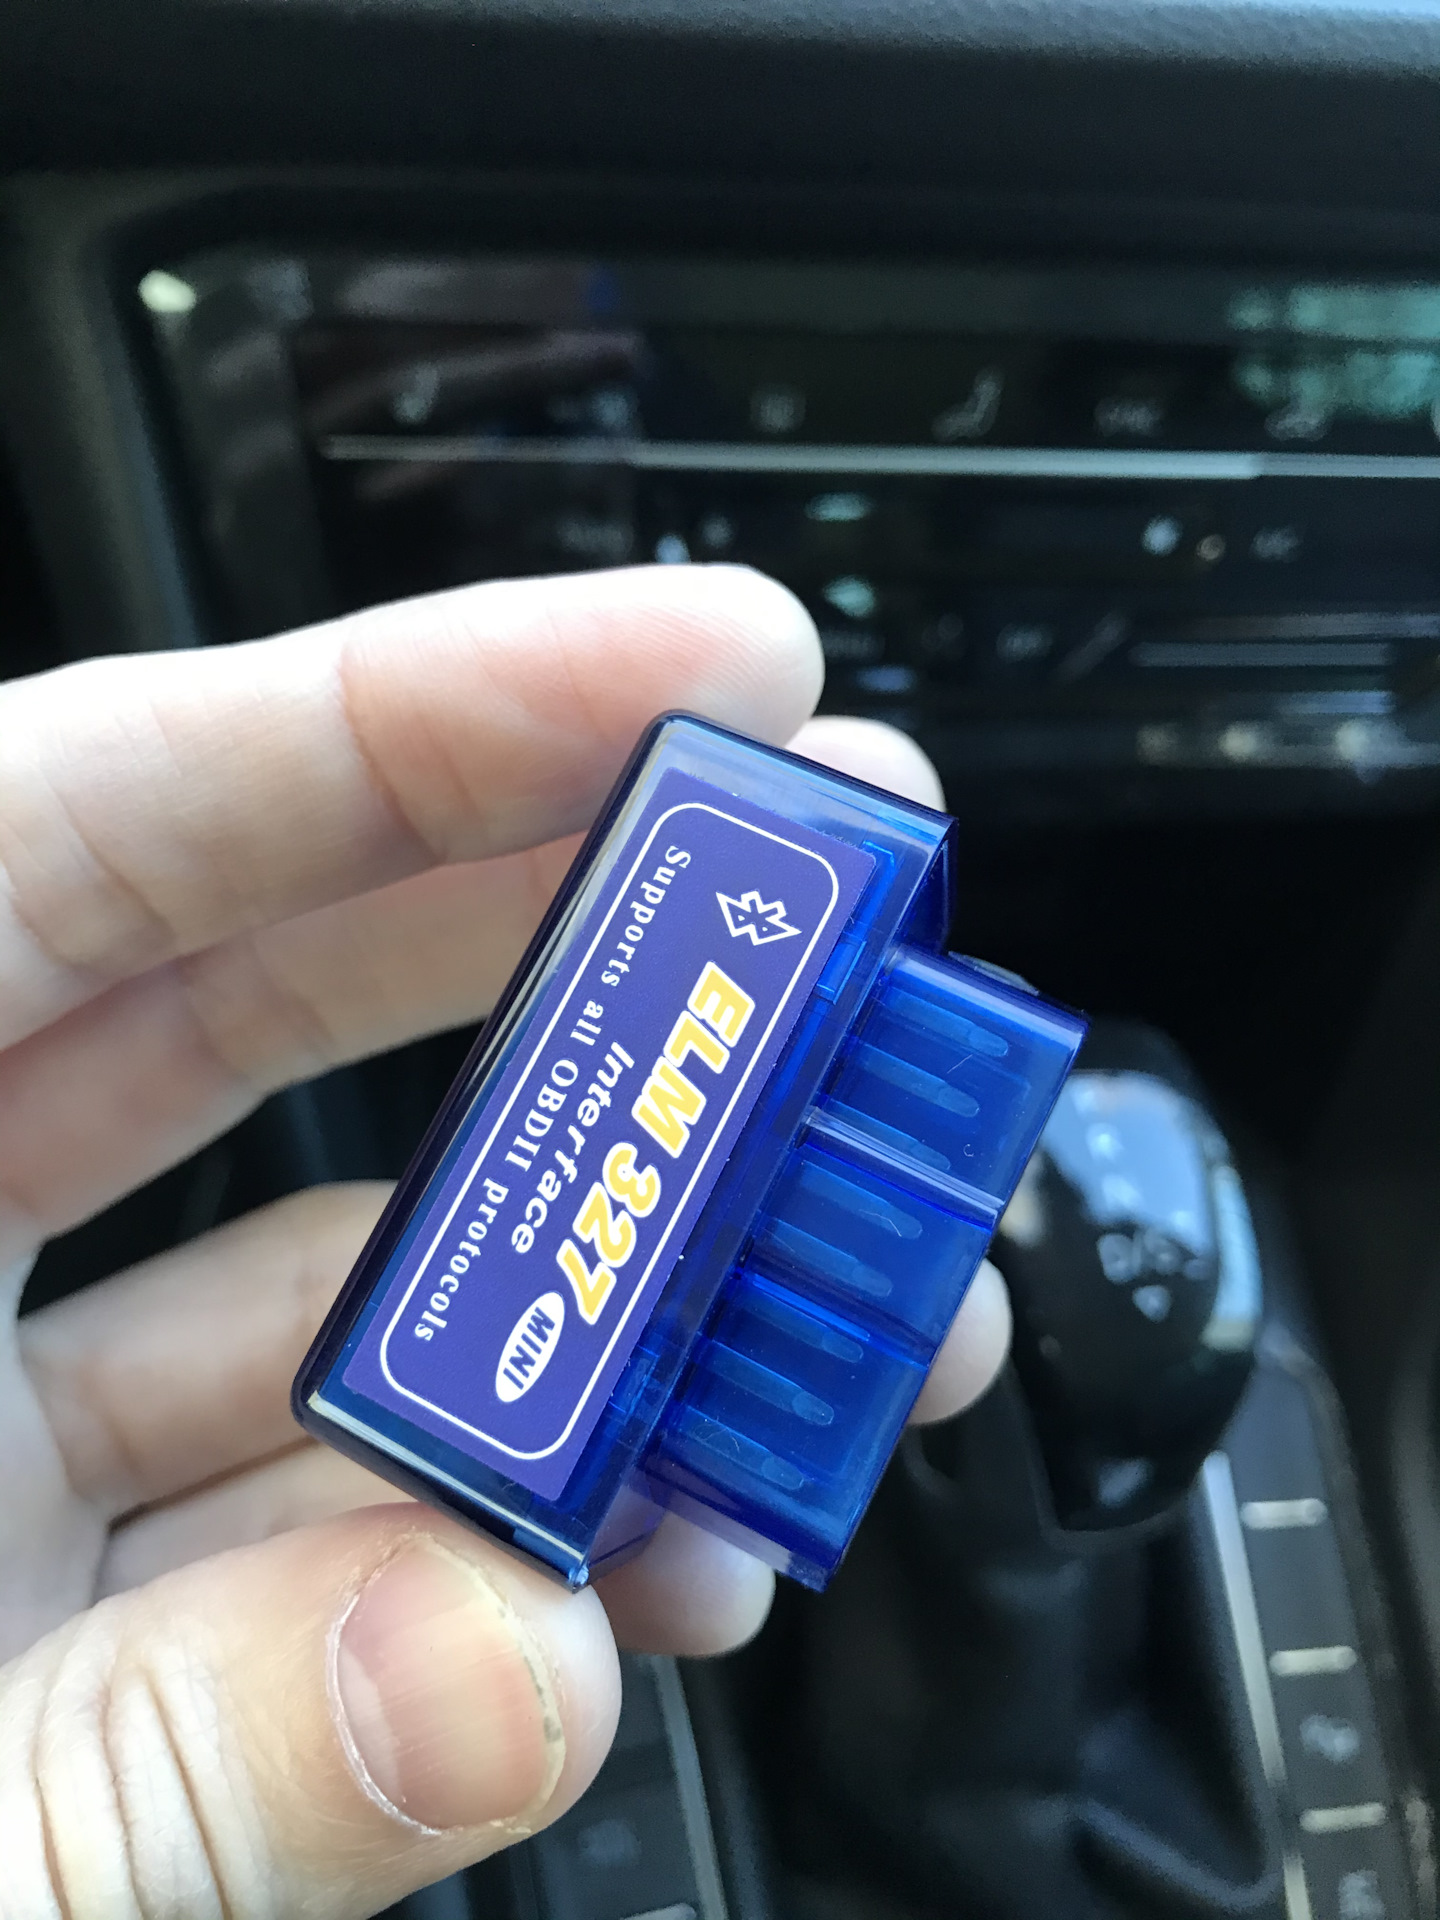 ELM 327
Interface
MINI
Supports all OBDII protocols
R
N
D/S